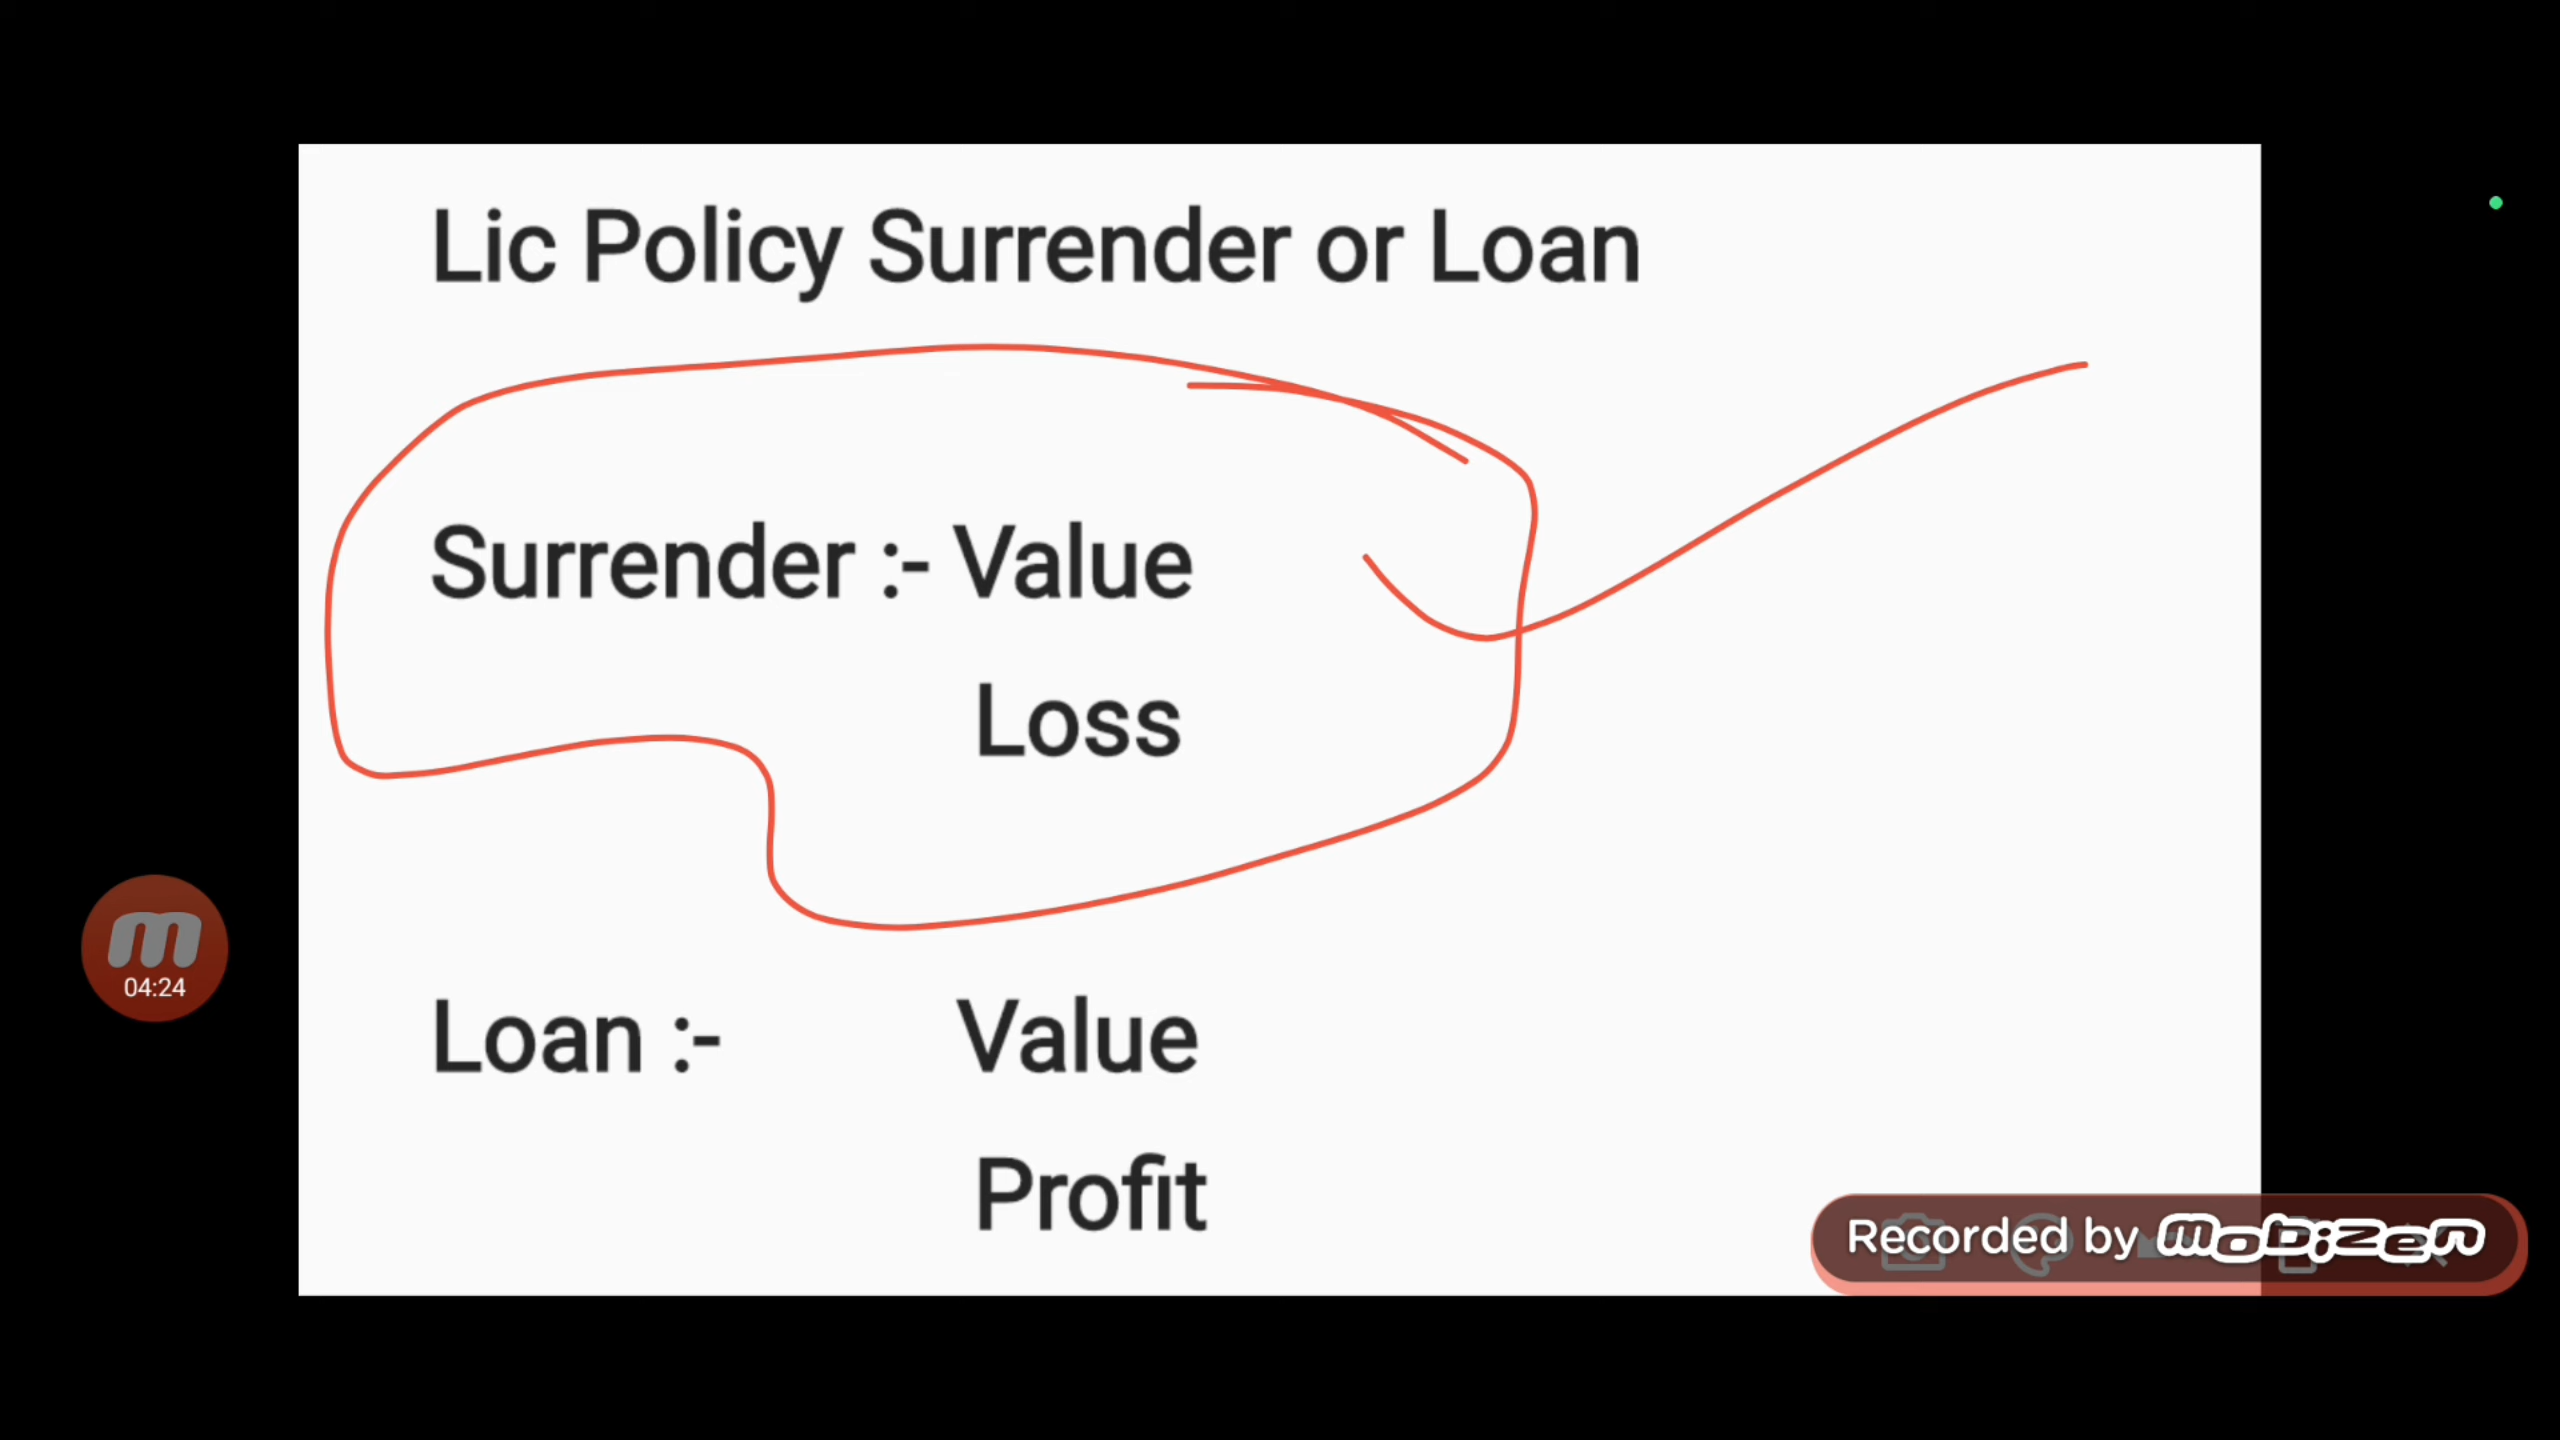 Lic Policy Surrender or Loan
Surrender :- Value
Loss
Loan :- Value
Profit
m
04:24
Recorded by mobizen